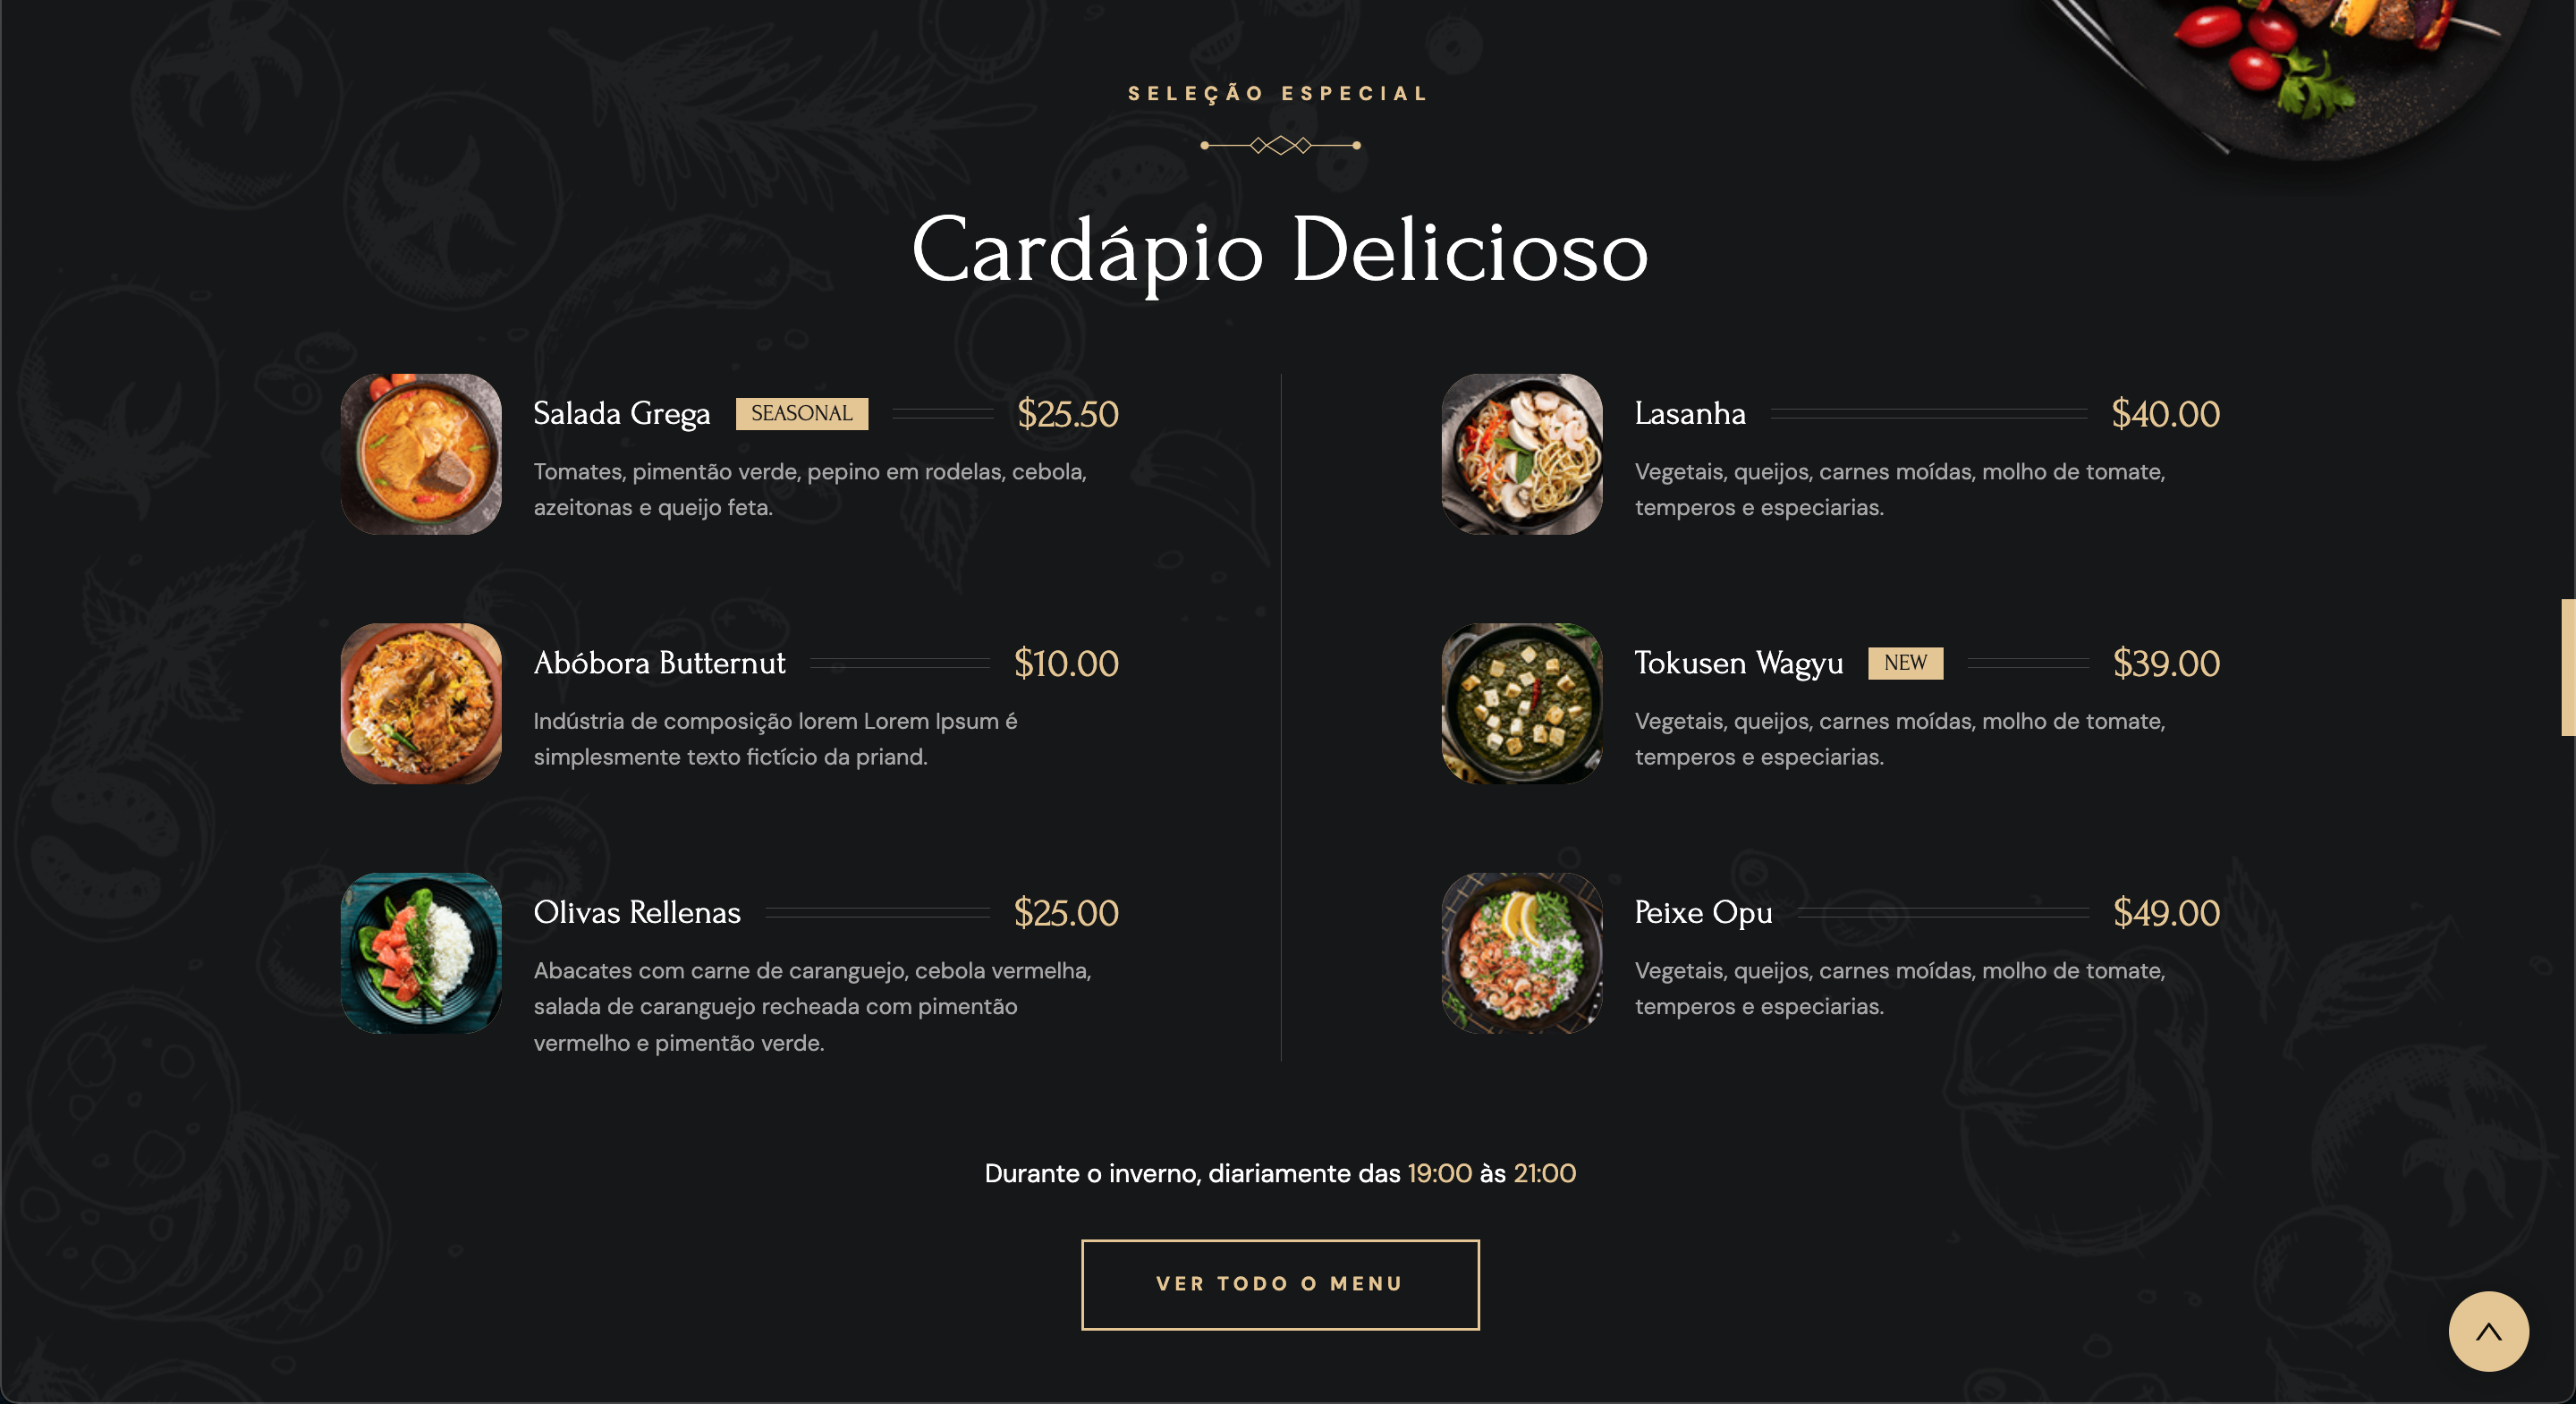 SELEÇÃO ESPECIAL
Cardápio Delicioso
Salada Grega SEASONAL $25.50
Tomates, pimentão verde, pepino em rodelas, cebola,
azeitonas e queijo feta.
Abóbora Butternut $10.00
Indústria de composição lorem Lorem Ipsum é
simplesmente texto fictício da priand.
Olivas Rellenas $25.00
Abacates com carne de caranguejo, cebola vermelha,
salada de caranguejo recheada com pimentão
vermelho e pimentão verde.
Lasanha $40.00
Vegetais, queijos, carnes moídas, molho de tomate,
temperos e especiarias.
Tokusen Wagyu NEW $39.00
Vegetais, queijos, carnes moídas, molho de tomate,
temperos e especiarias.
Peixe Opu $49.00
Vegetais, queijos, carnes moídas, molho de tomate,
temperos e especiarias.
Durante o inverno, diariamente das 19:00 às 21:00
VER TODO O MENU